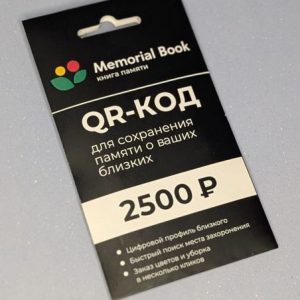 Memorial Book
книга памяти
QR-КОД
для сохранения
памяти о ваших
близких
2500 ₽
• Цифровой профиль близкого
• Быстрый поиск места захоронения
• Заказ цветов и уборка
в несколько кликов